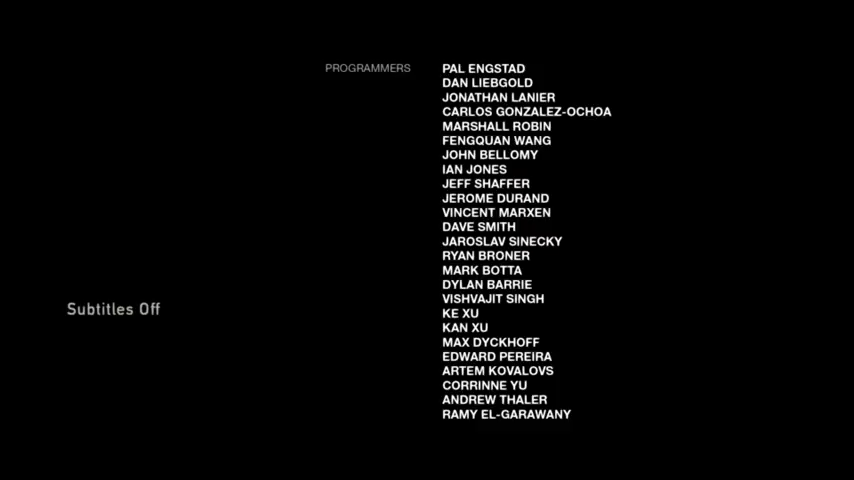 PROGRAMMERS PAL ENGSTAD
DAN LIEBGOLD
JONATHAN LANIER
CARLOS GONZALEZ-OCHOA
MARSHALL ROBIN
FENGQUAN WANG
JOHN BELLOMY
IAN JONES
JEFF SHAFFER
JEROME DURAND
VINCENT MARXEN
DAVE SMITH
JAROSLAV SINECKY
RYAN BRONER
MARK BOTTA
DYLAN BARRIE
VISHVAJIT SINGH
Subtitles Off
KE XU
KAN XU
MAX DYCKHOFF
EDWARD PEREIRA
ARTEM KOVALOVS
CORRINNE YU
ANDREW THALER
RAMY EL-GARAWANY